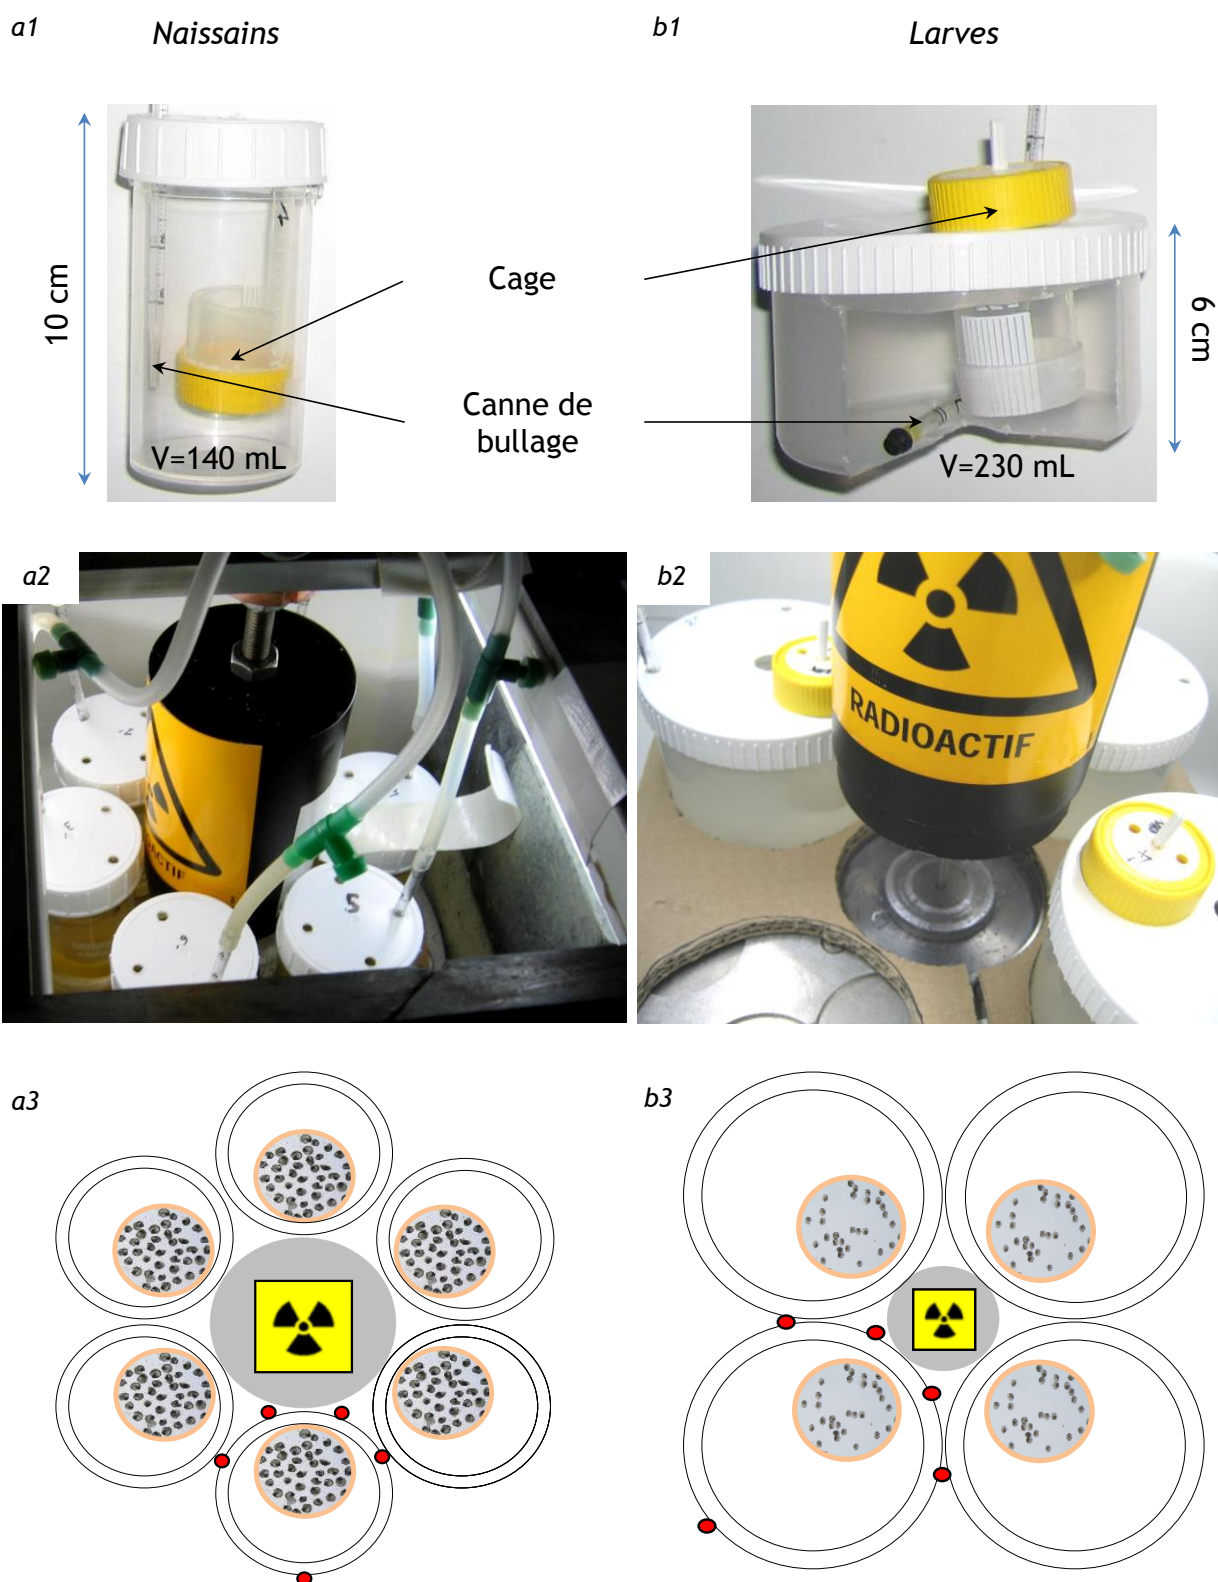 a1
Naissains
b1
Larves
10 cm
Cage
Canne de
bullage
6 cm
V=140 mL
V=230 mL
a2
b2
RADIOACTIF
5
a3
b3